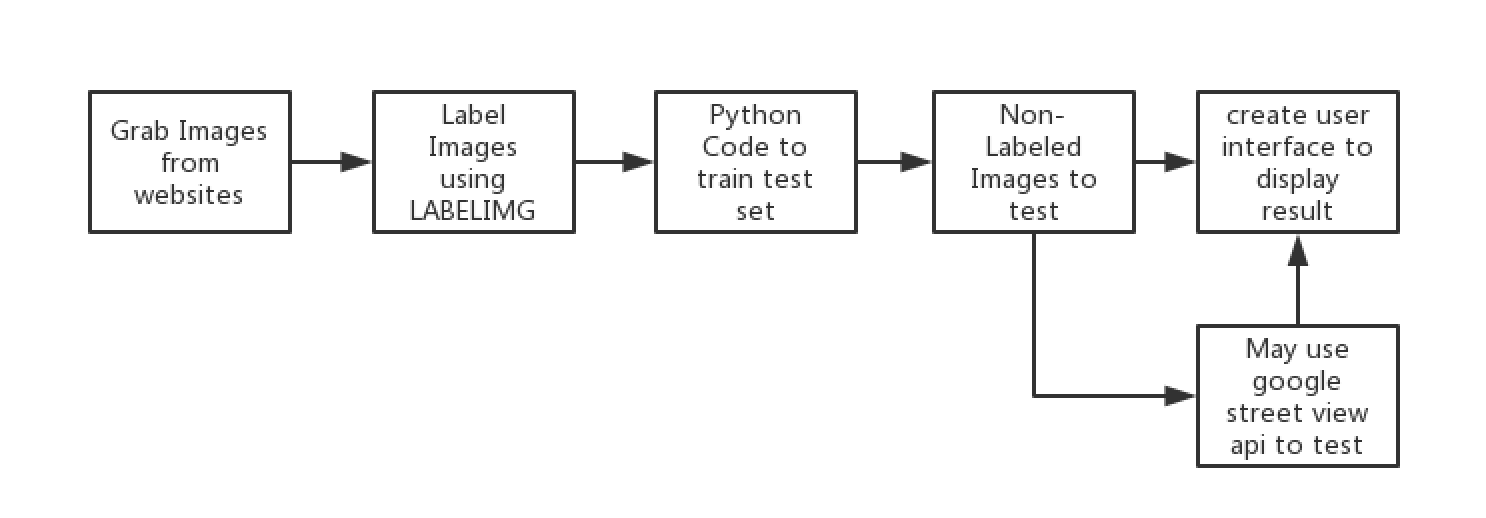 Grab Images
from
websites
Label
Images
using
LABELIMG
Python
Code to
train test
set
Non-
Labeled
Images to
test
create user
interface to
display
result
May use
google
street view
api to test